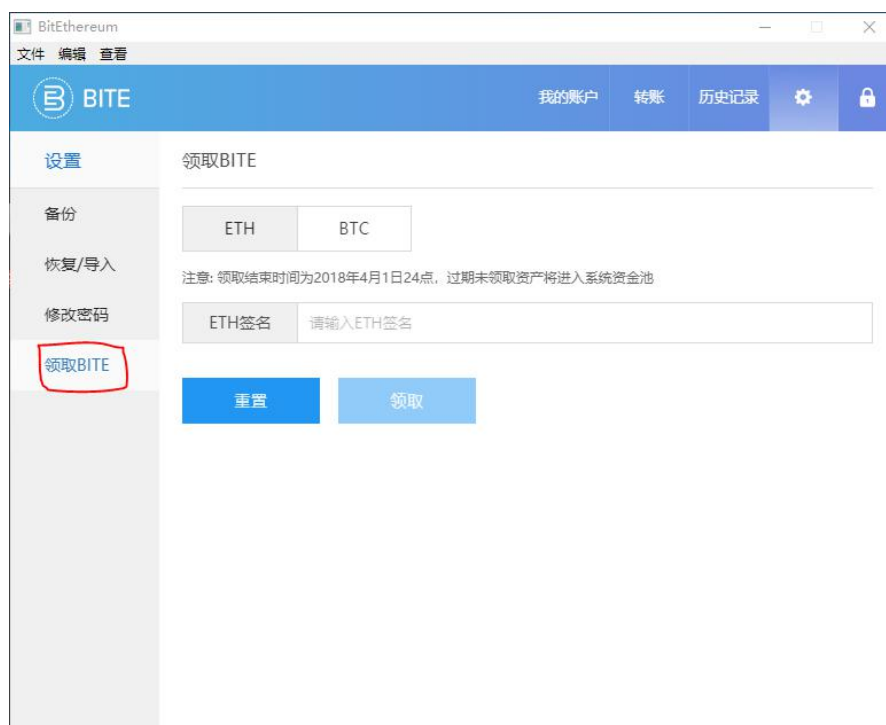 BitEthereum
文件 编辑 查看
BITE 我的账户 转账 历史记录
设置
备份
恢复/导入
修改密码
领取BITE
领取BITE
ETH BTC
注意: 领取结束时间为2018年4月1日24点，过期未领取资产将进入系统资金池
ETH签名 请输入ETH签名
重置 领取